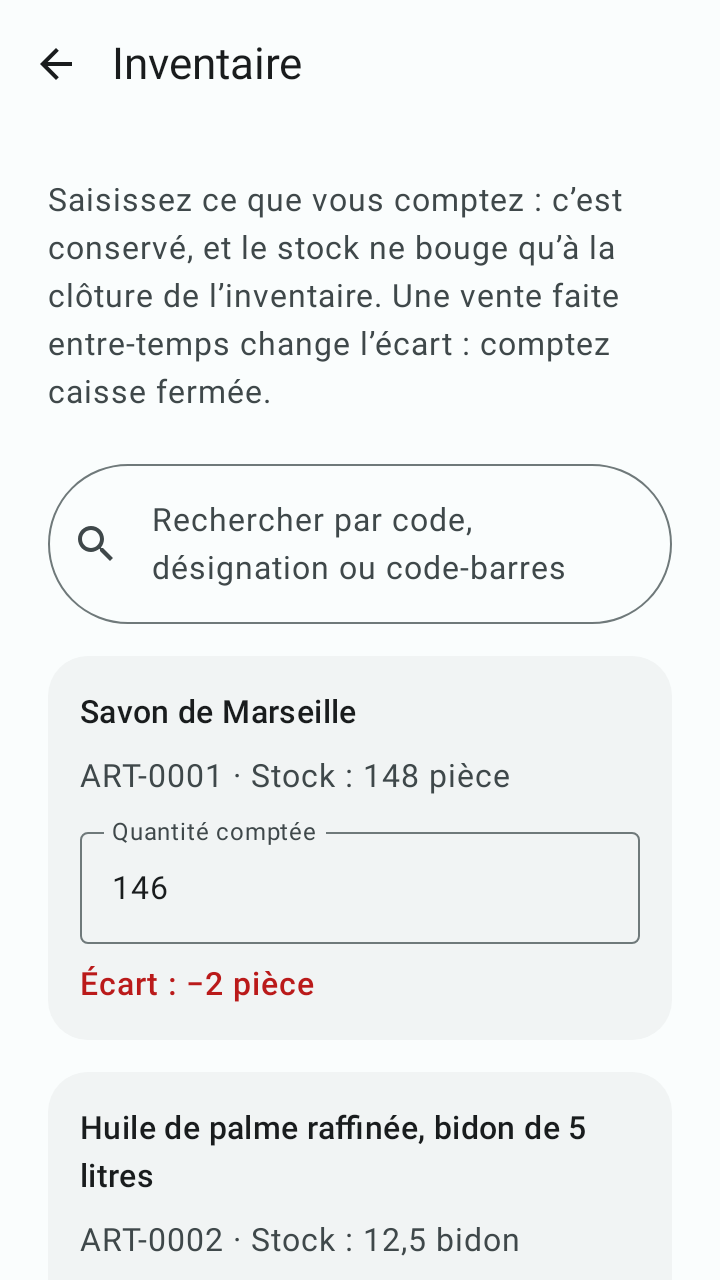 Inventaire
Saisissez ce que vous comptez : c’est
conservé, et le stock ne bouge qu’à la
clôture de l’inventaire. Une vente faite
entre-temps change l’écart : comptez
caisse fermée.
Rechercher par code,
désignation ou code-barres
Savon de Marseille
ART-0001 · Stock : 148 pièce
Quantité comptée
146
Écart : −2 pièce
Huile de palme raffinée, bidon de 5
litres
ART-0002 · Stock : 12,5 bidon